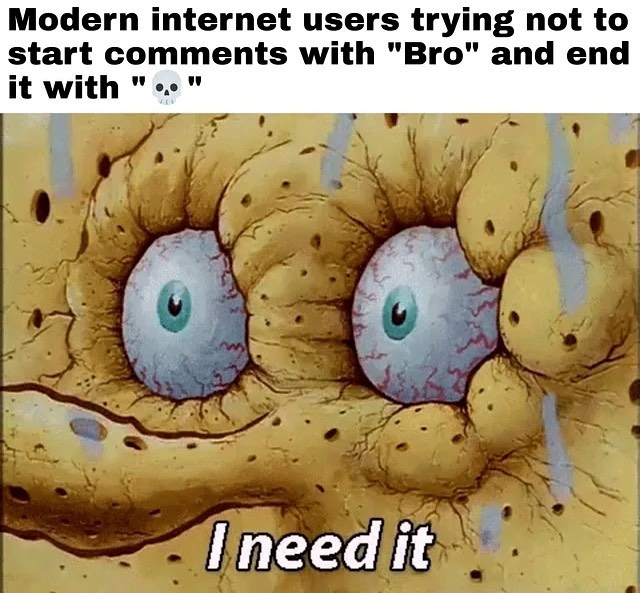 Modern internet users trying not to
start comments with "Bro" and end
it with "💀"
I need it